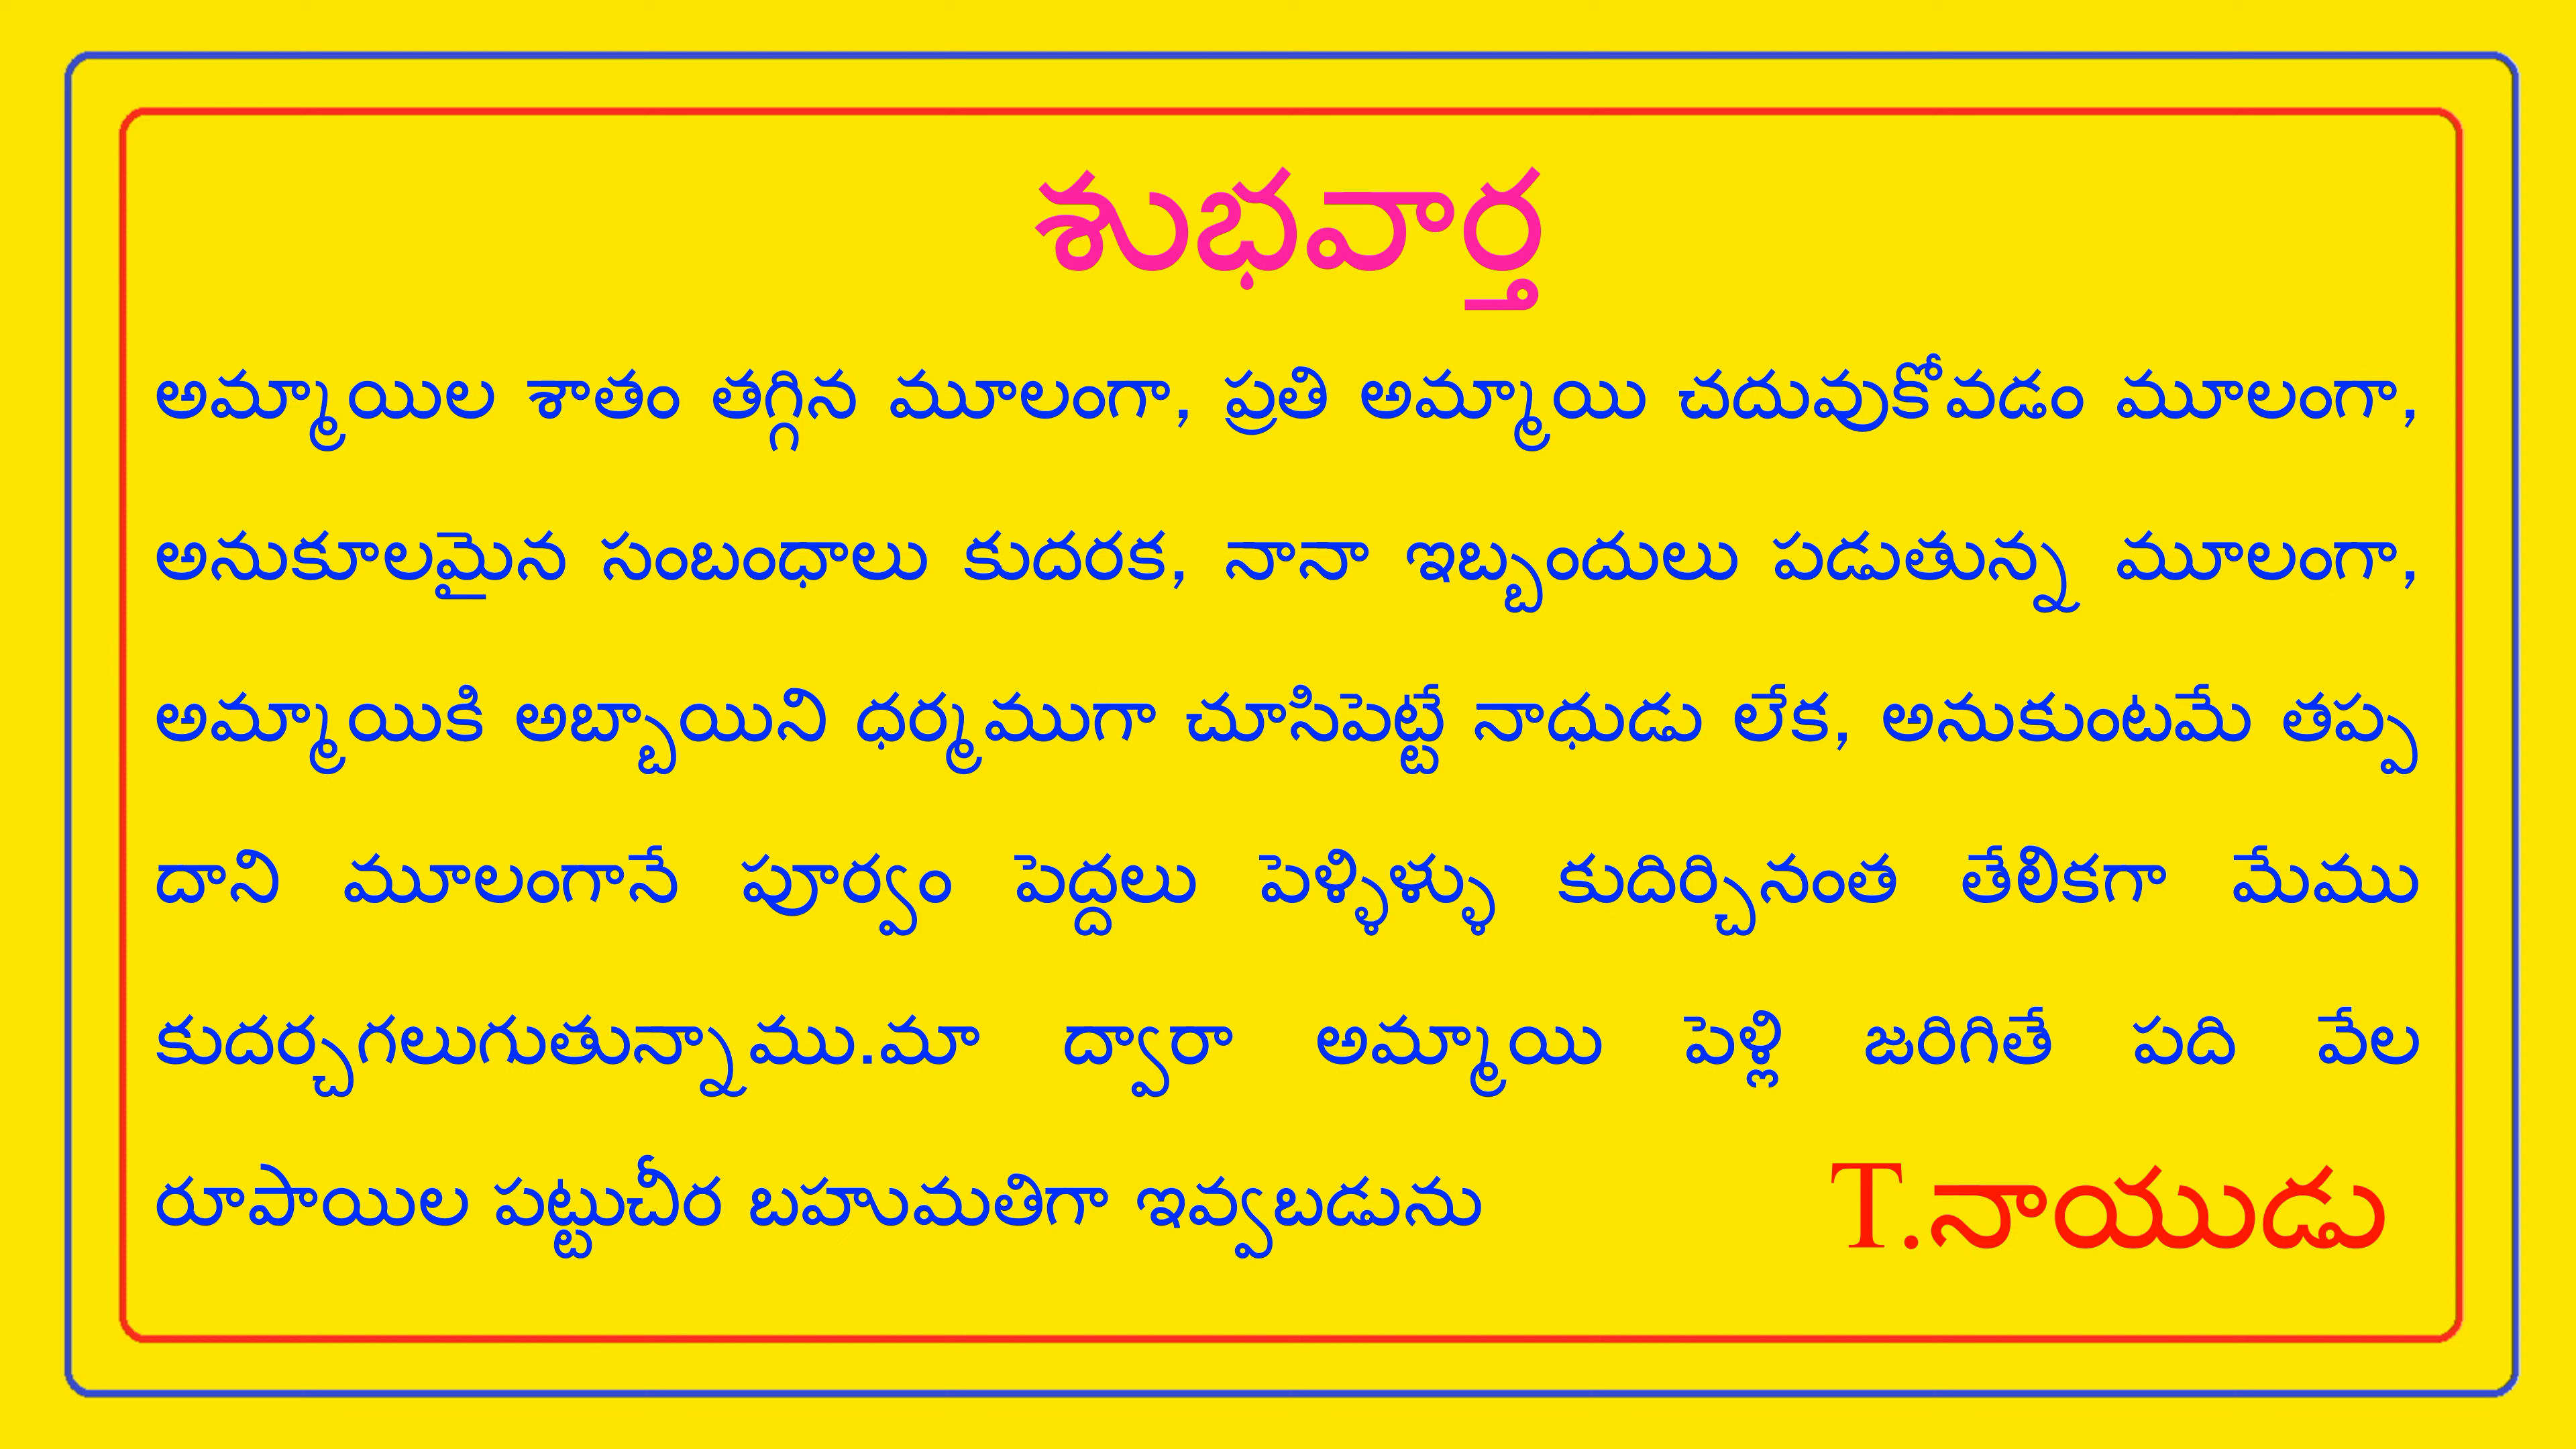 శుభవార్త
అమ్మాయిల శాతం తగ్గిన మూలంగా, ప్రతి అమ్మాయి చదువుకోవడం మూలంగా,
అనుకూలమైన సంబంధాలు కుదరక, నానా ఇబ్బందులు పడుతున్న మూలంగా,
అమ్మాయికి అబ్బాయిని ధర్మముగా చూసిపెట్టే నాధుడు లేక, అనుకుంటమే తప్ప
దాని మూలంగానే పూర్వం పెద్దలు పెళ్ళిళ్ళు కుదిర్చినంత తేలికగా మేము
కుదర్చగలుగుతున్నాము.మా ద్వారా అమ్మాయి పెళ్లి జరిగితే పది వేల
రూపాయిల పట్టుచీర బహుమతిగా ఇవ్వబడును T.నాయుడు